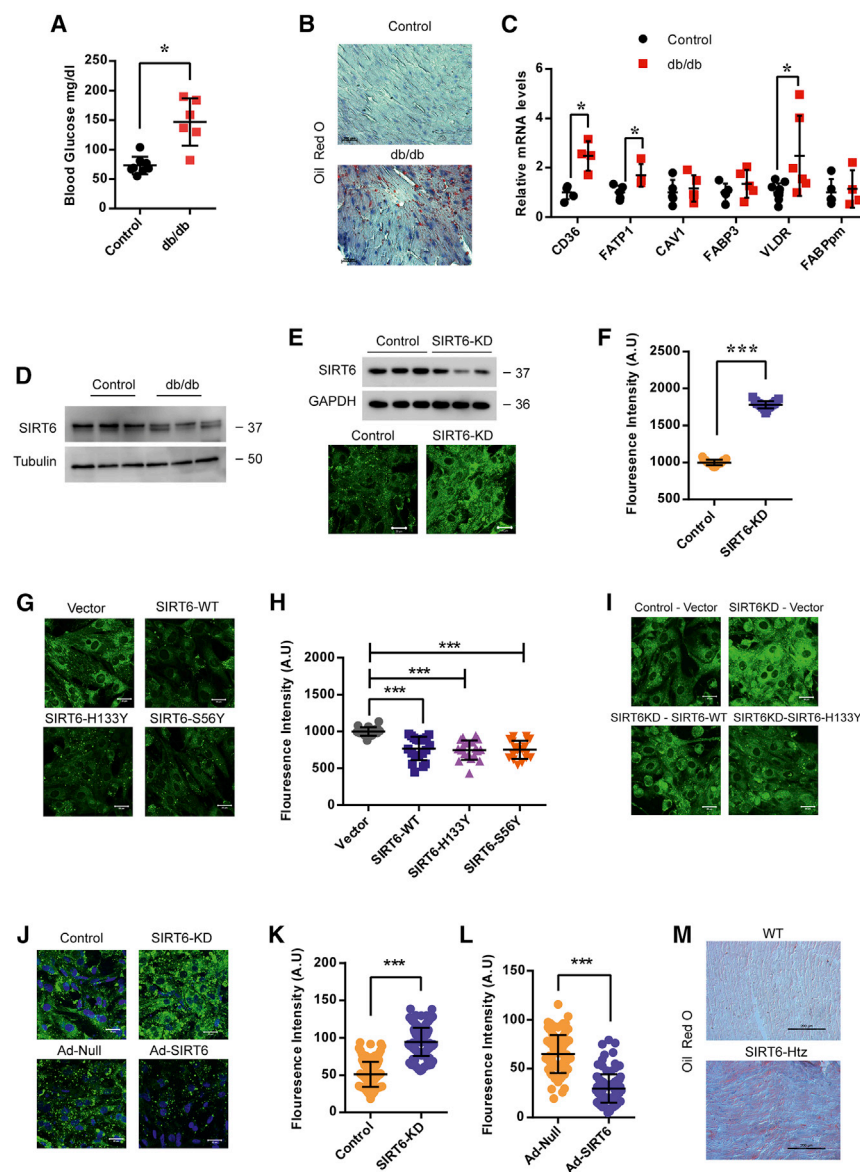 A
*
Blood Glucose mg/dl
250
200
150
100
50
0
Control
db/db
B
Control
Oil Red O
db/db
C
Control
db/db
Relative mRNA levels
6
4
2
0
*
*
*
CD36
FATP1
CAV1
FABP3
VLDR
FABPpm
D
Control db/db
SIRT6
– 37
Tubulin
– 50
E
Control SIRT6-KD
SIRT6
– 37
GAPDH
– 36
Control SIRT6-KD
F
Flouresence Intensity (A.U)
2500
2000
1500
1000
500
***
Control
SIRT6-KD
G
Vector SIRT6-WT
SIRT6-H133Y SIRT6-S56Y
H
Flouresence Intensity (A.U)
2000
1500
1000
500
0
***
***
***
Vector
SIRT6-WT
SIRT6-H133Y
SIRT6-S56Y
I
Control - Vector SIRT6KD - Vector
SIRT6KD - SIRT6-WT SIRT6KD-SIRT6-H133Y
J
Control SIRT6-KD
Ad-Null Ad-SIRT6
K
Flouresence Intensity (A.U)
200
150
100
50
0
***
Control
SIRT6-KD
L
Flouresence Intensity (A.U)
150
100
50
0
***
Ad-Null
Ad-SIRT6
M
WT
Oil Red O
SIRT6-Htz